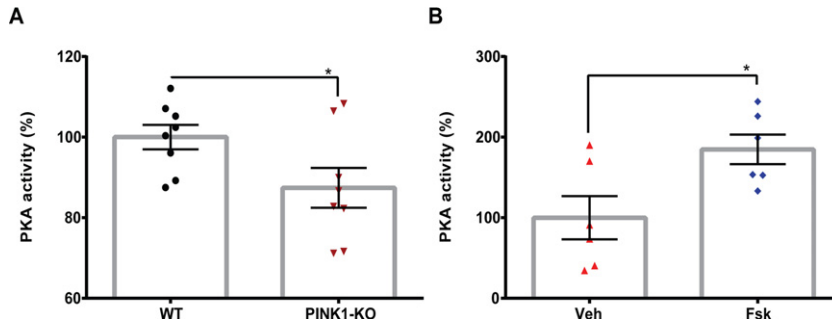 A
PKA activity (%)
120
100
80
60
*
WT
PINK1-KO
B
PKA activity (%)
300
200
100
0
*
Veh
Fsk